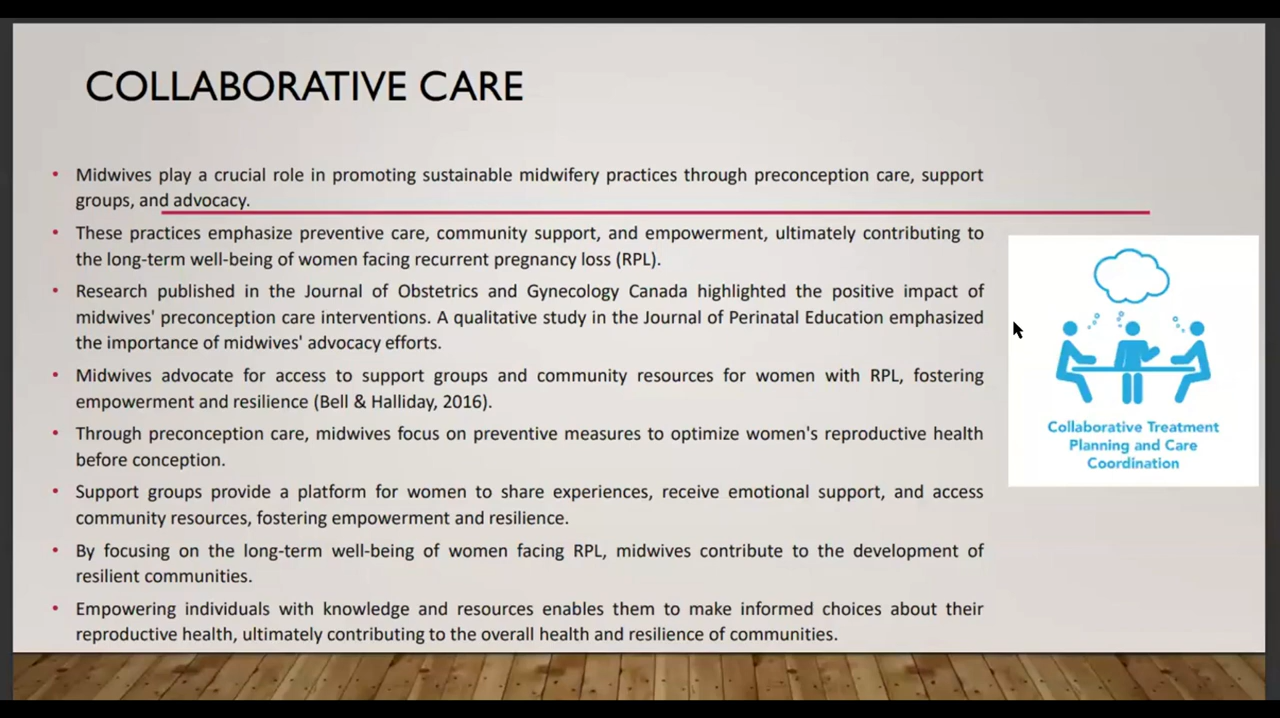 COLLABORATIVE CARE
• Midwives play a crucial role in promoting sustainable midwifery practices through preconception care, support
groups, and advocacy.
• These practices emphasize preventive care, community support, and empowerment, ultimately contributing to
the long-term well-being of women facing recurrent pregnancy loss (RPL).
• Research published in the Journal of Obstetrics and Gynecology Canada highlighted the positive impact of
midwives' preconception care interventions. A qualitative study in the Journal of Perinatal Education emphasized
the importance of midwives' advocacy efforts.
• Midwives advocate for access to support groups and community resources for women with RPL, fostering
empowerment and resilience (Bell & Halliday, 2016).
• Through preconception care, midwives focus on preventive measures to optimize women's reproductive health
before conception.
• Support groups provide a platform for women to share experiences, receive emotional support, and access
community resources, fostering empowerment and resilience.
• By focusing on the long-term well-being of women facing RPL, midwives contribute to the development of
resilient communities.
• Empowering individuals with knowledge and resources enables them to make informed choices about their
reproductive health, ultimately contributing to the overall health and resilience of communities.
Collaborative Treatment
Planning and Care
Coordination